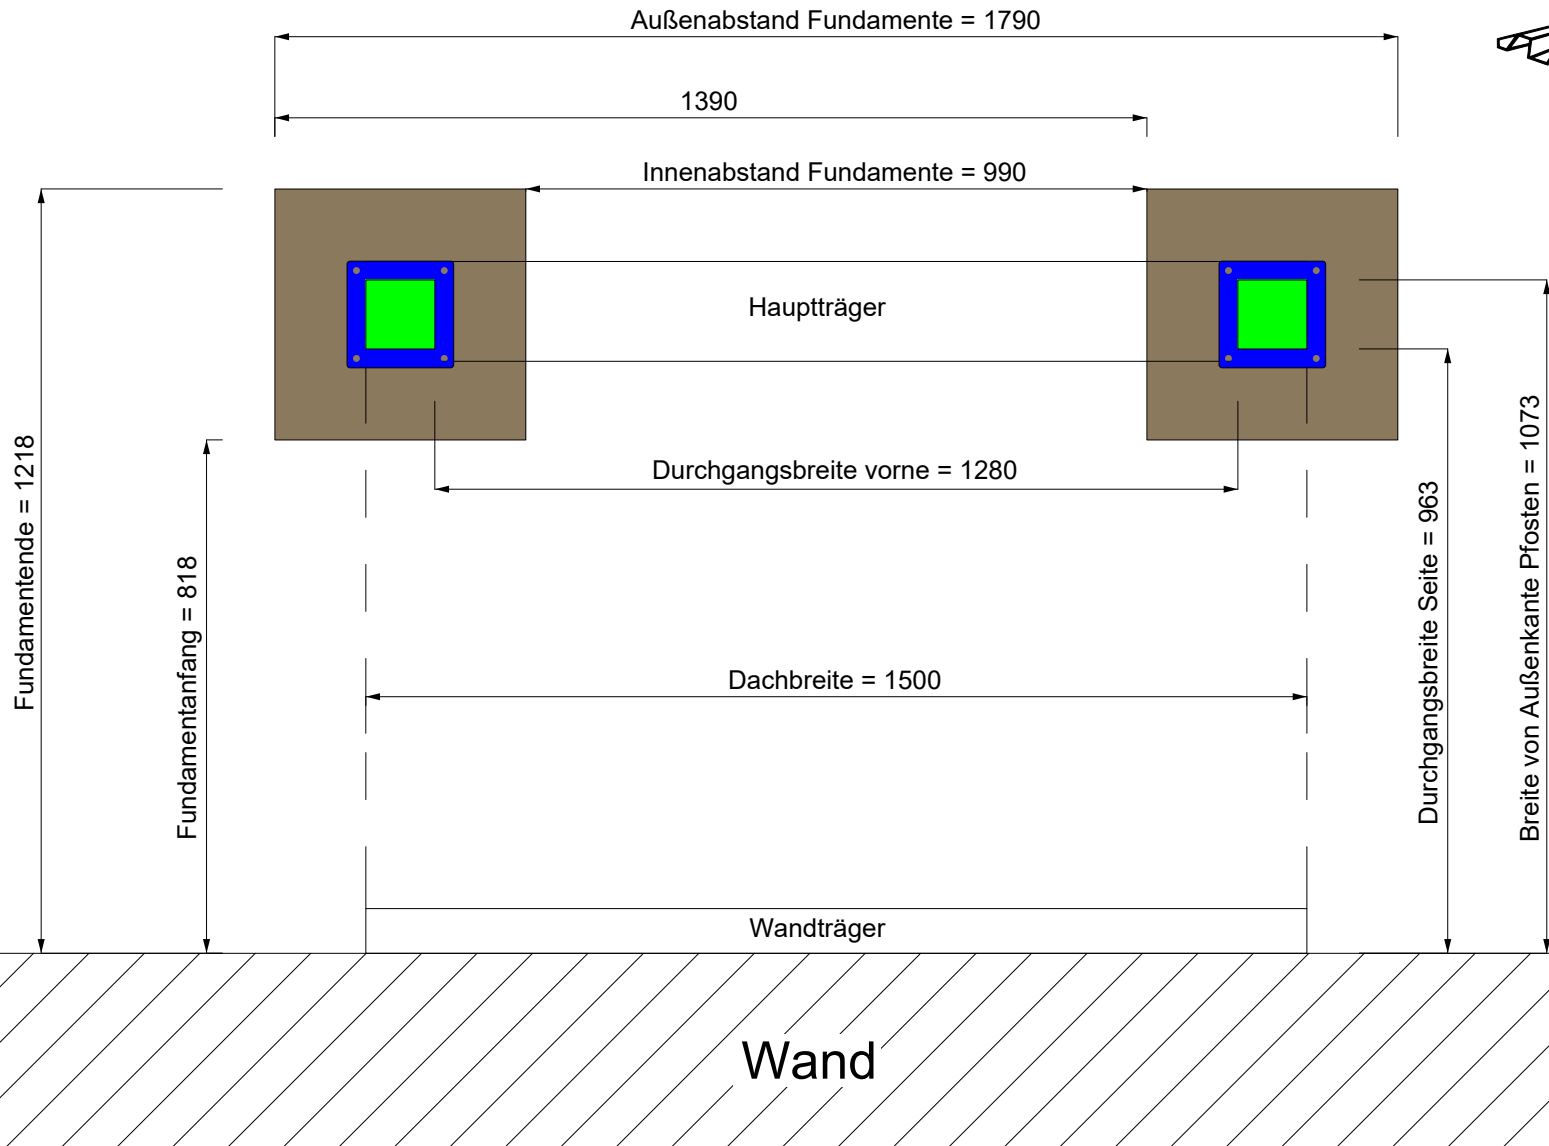 Außenabstand Fundamente = 1790
1390
Innenabstand Fundamente = 990
Hauptträger
Durchgangsbreite vorne = 1280
Fundamentende = 1218
Fundamentanfang = 818
Durchgangsbreite Seite = 963
Breite von Außenkante Pfosten = 1073
Dachbreite = 1500
Wandträger
Wand